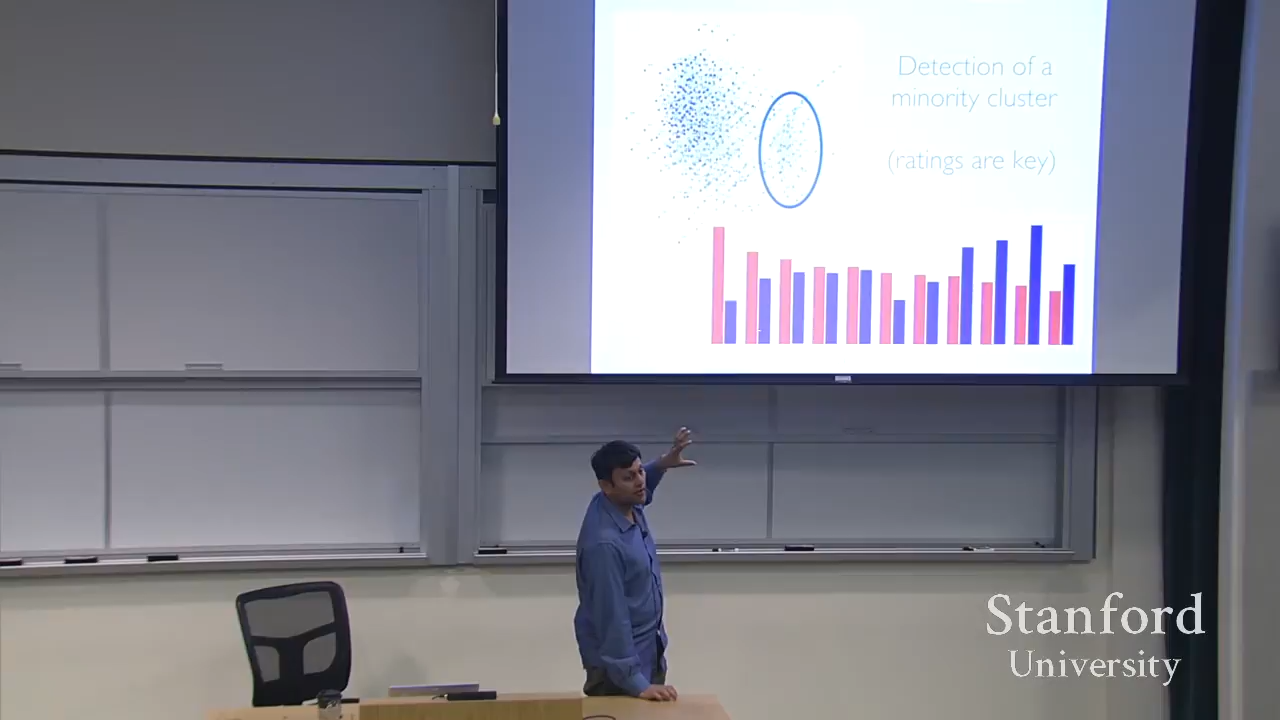 Detection of a
minority cluster
(ratings are key)
Stanford
University